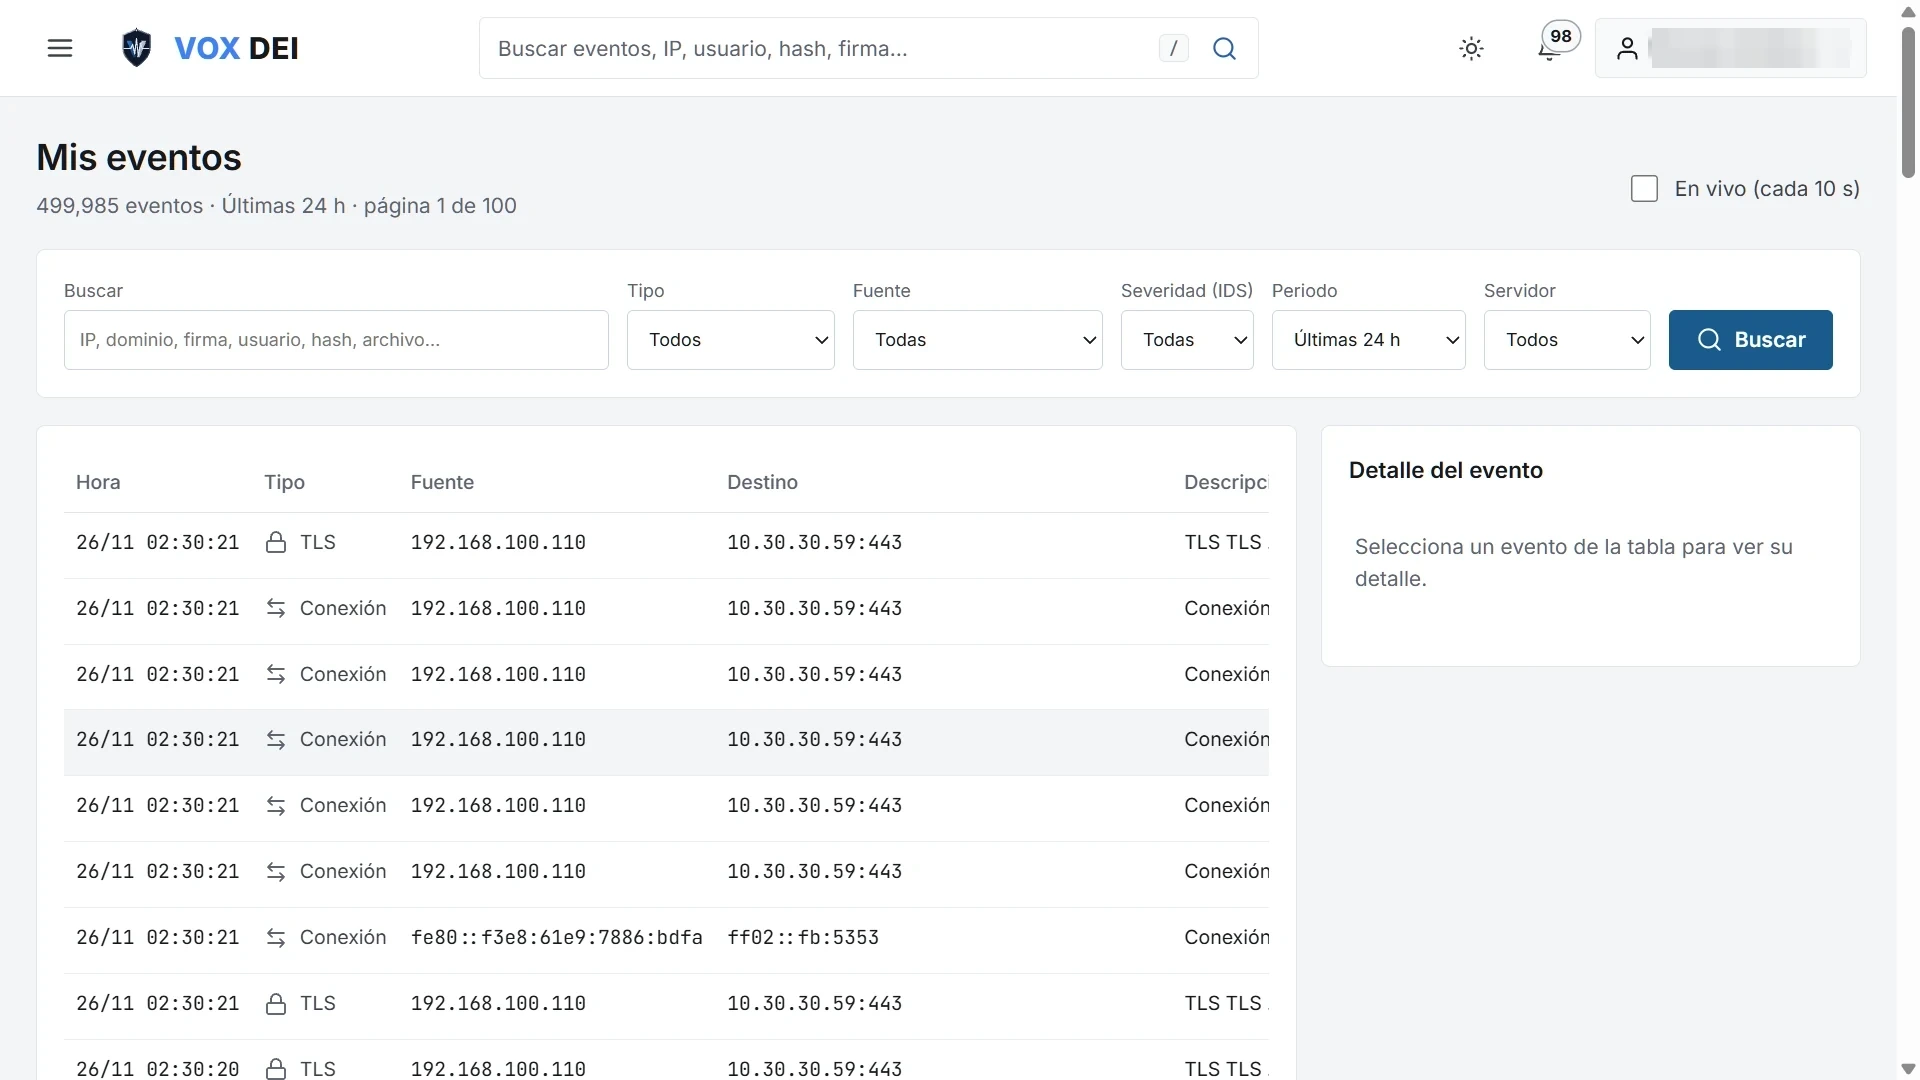 VOX DEI
Buscar eventos, IP, usuario, hash, firma...
/
98
Mis eventos
499,985 eventos · Últimas 24 h · página 1 de 100
En vivo (cada 10 s)
Buscar Tipo Fuente Severidad (IDS) Periodo Servidor
IP, dominio, firma, usuario, hash, archivo... Todos Todas Todas Últimas 24 h Todos Buscar
Hora Tipo Fuente Destino Descripc
26/11 02:30:21 TLS 192.168.100.110 10.30.30.59:443 TLS TLS
26/11 02:30:21 Conexión 192.168.100.110 10.30.30.59:443 Conexión
26/11 02:30:21 Conexión 192.168.100.110 10.30.30.59:443 Conexión
26/11 02:30:21 Conexión 192.168.100.110 10.30.30.59:443 Conexión
26/11 02:30:21 Conexión 192.168.100.110 10.30.30.59:443 Conexión
26/11 02:30:21 Conexión 192.168.100.110 10.30.30.59:443 Conexión
26/11 02:30:21 Conexión fe80::f3e8:61e9:7886:bdfa ff02::fb:5353 Conexión
26/11 02:30:21 TLS 192.168.100.110 10.30.30.59:443 TLS TLS
26/11 02:30:20 TLS 192.168.100.110 10.30.30.59:443 TLS TLS
Detalle del evento
Selecciona un evento de la tabla para ver su
detalle.